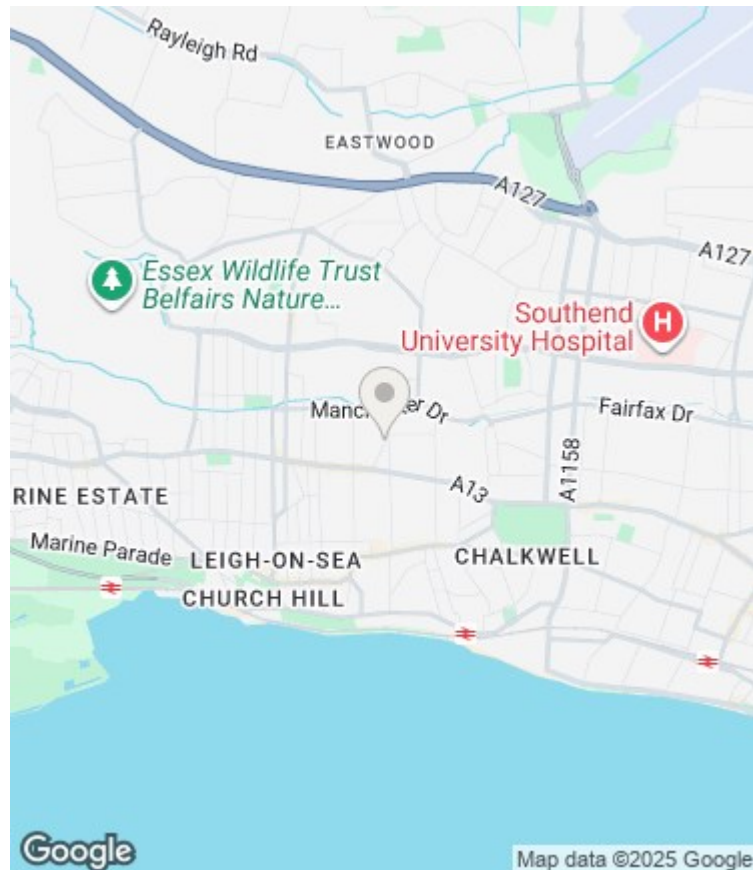 Rayleigh Rd
EASTWOOD
A127
A127
Essex Wildlife Trust
Belfairs Nature...
Southend
University Hospital
H
Fairfax Dr
A1158
A13
RINE ESTATE
Marine Parade
LEIGH-ON-SEA
CHALKWELL
CHURCH HILL
Google
Map data ©2025 Google